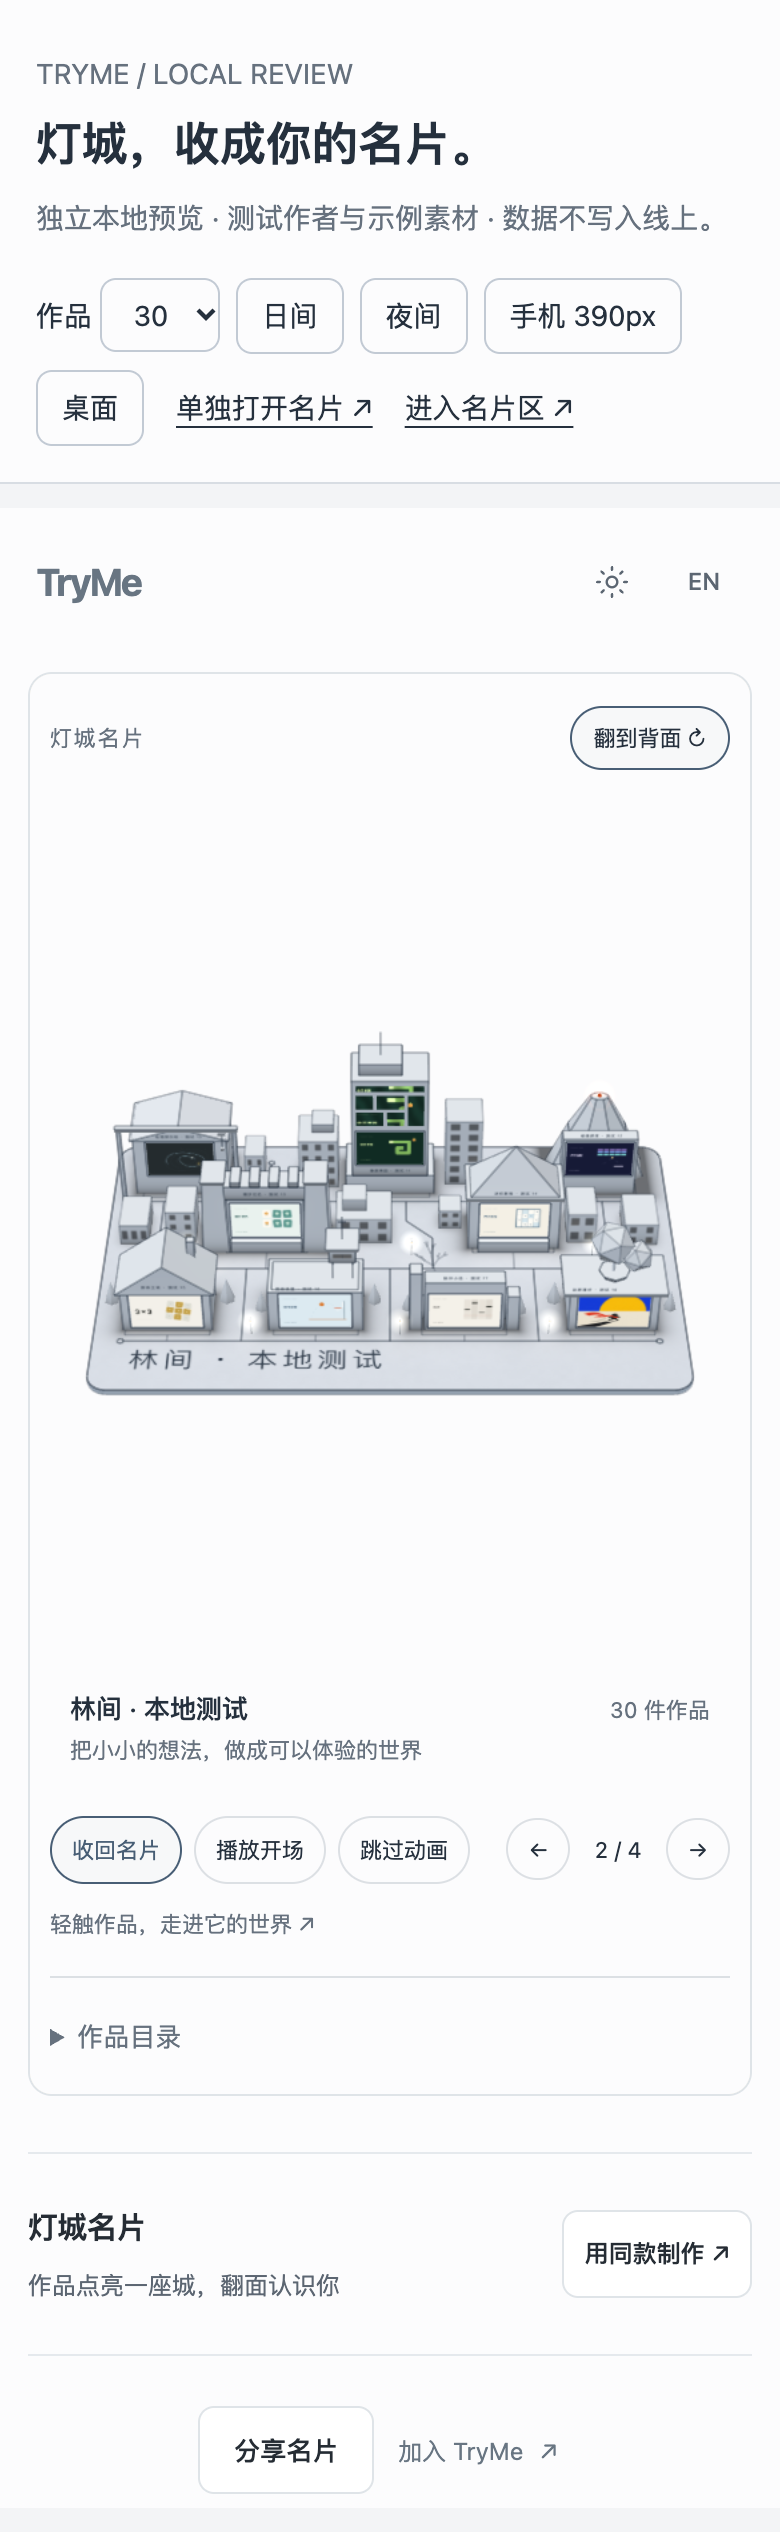 TRYME / LOCAL REVIEW
灯城，收成你的名片。
独立本地预览 · 测试作者与示例素材 · 数据不写入线上。
作品 30 日间 夜间 手机 390px
桌面 单独打开名片 ↗ 进入名片区 ↗
TryMe EN
灯城名片 翻到背面 ↻
林间 · 本地测试
林间 · 本地测试 30 件作品
把小小的想法，做成可以体验的世界
收回名片 播放开场 跳过动画 ← 2 / 4 →
轻触作品，走进它的世界 ↗
▶ 作品目录
灯城名片
作品点亮一座城，翻面认识你
用同款制作 ↗
分享名片 加入 TryMe ↗